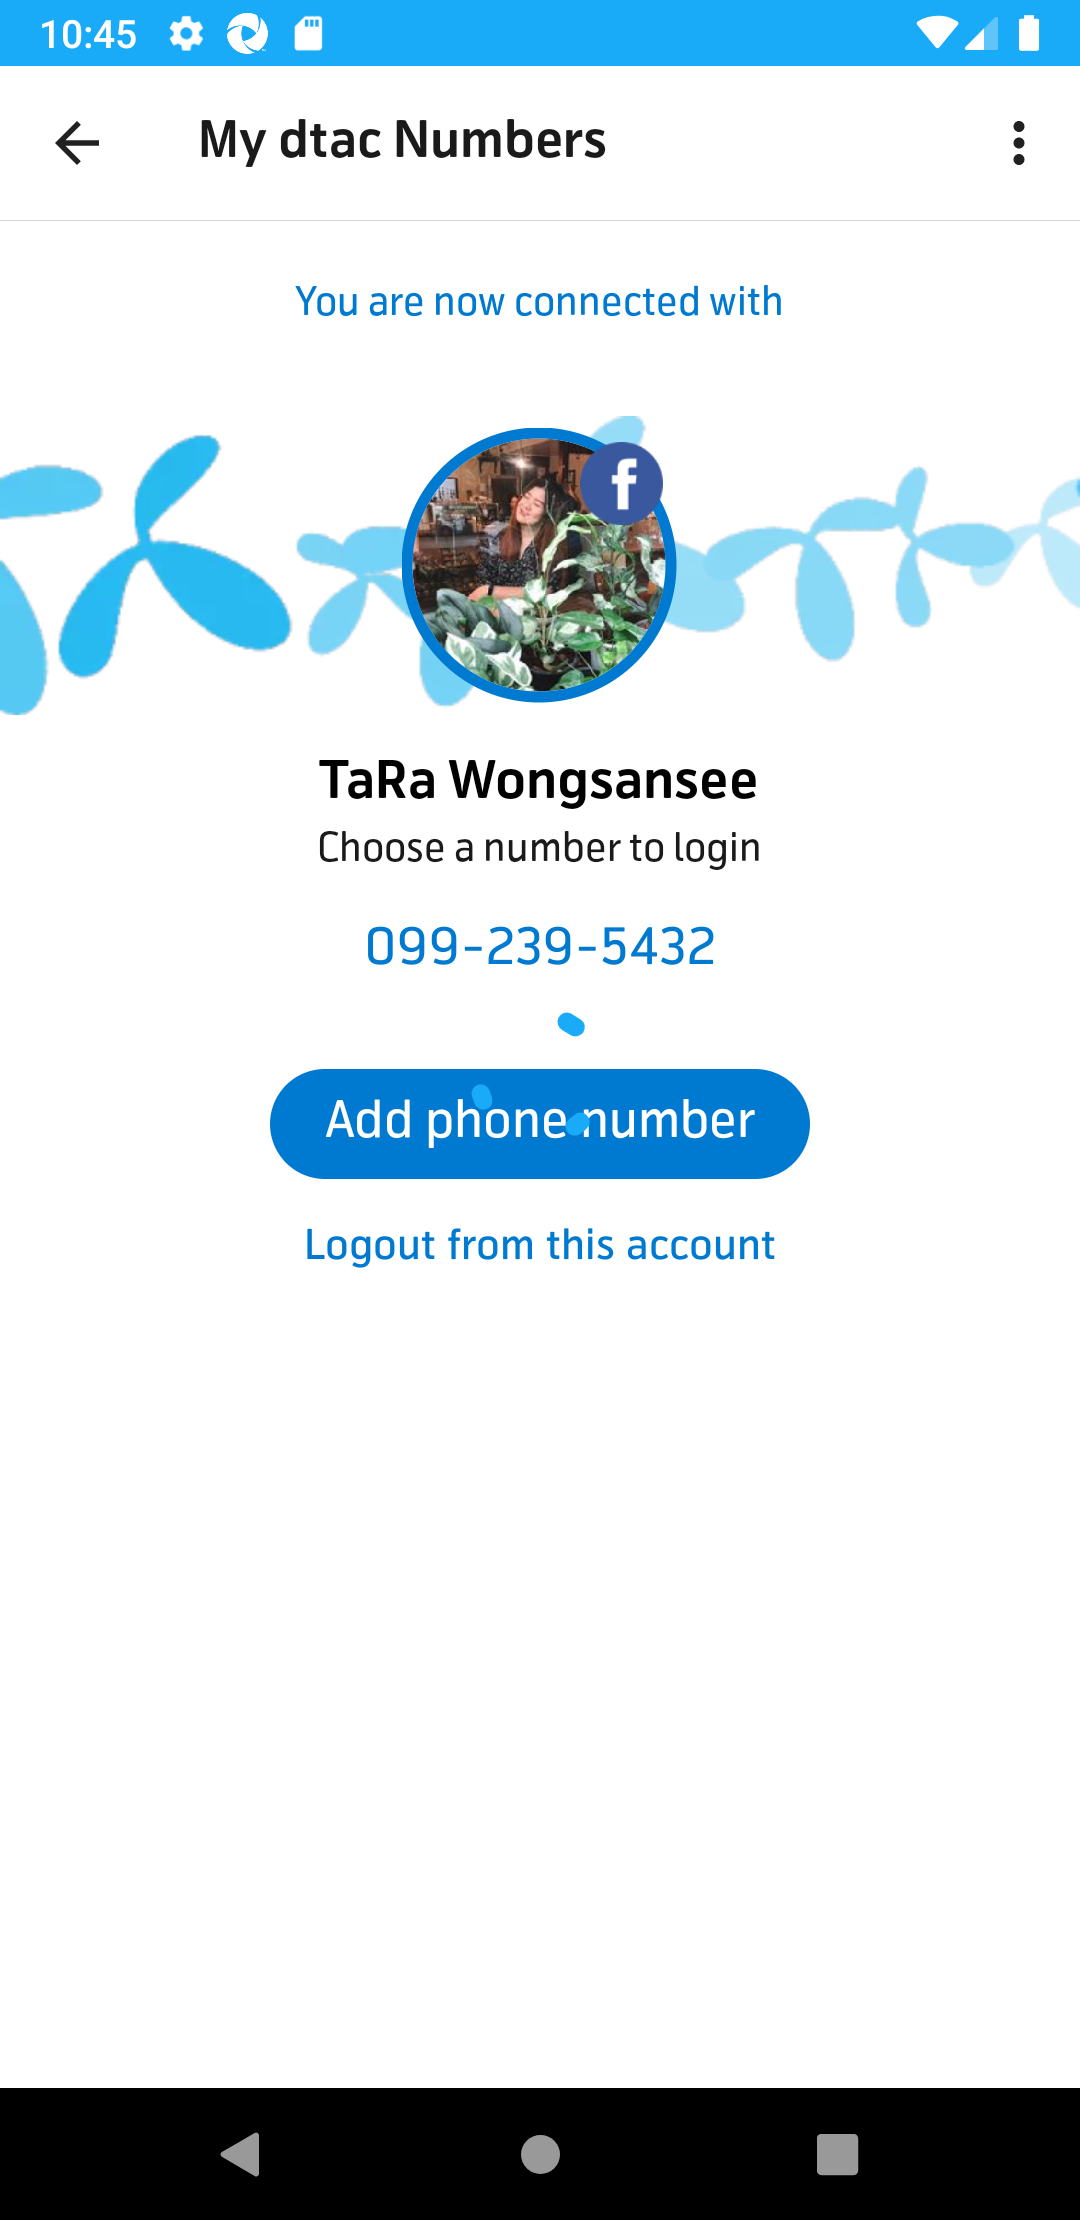 10:45
My dtac Numbers
You are now connected with
f
TaRa Wongsansee
Choose a number to login
099-239-5432
Add phone number
Logout from this account